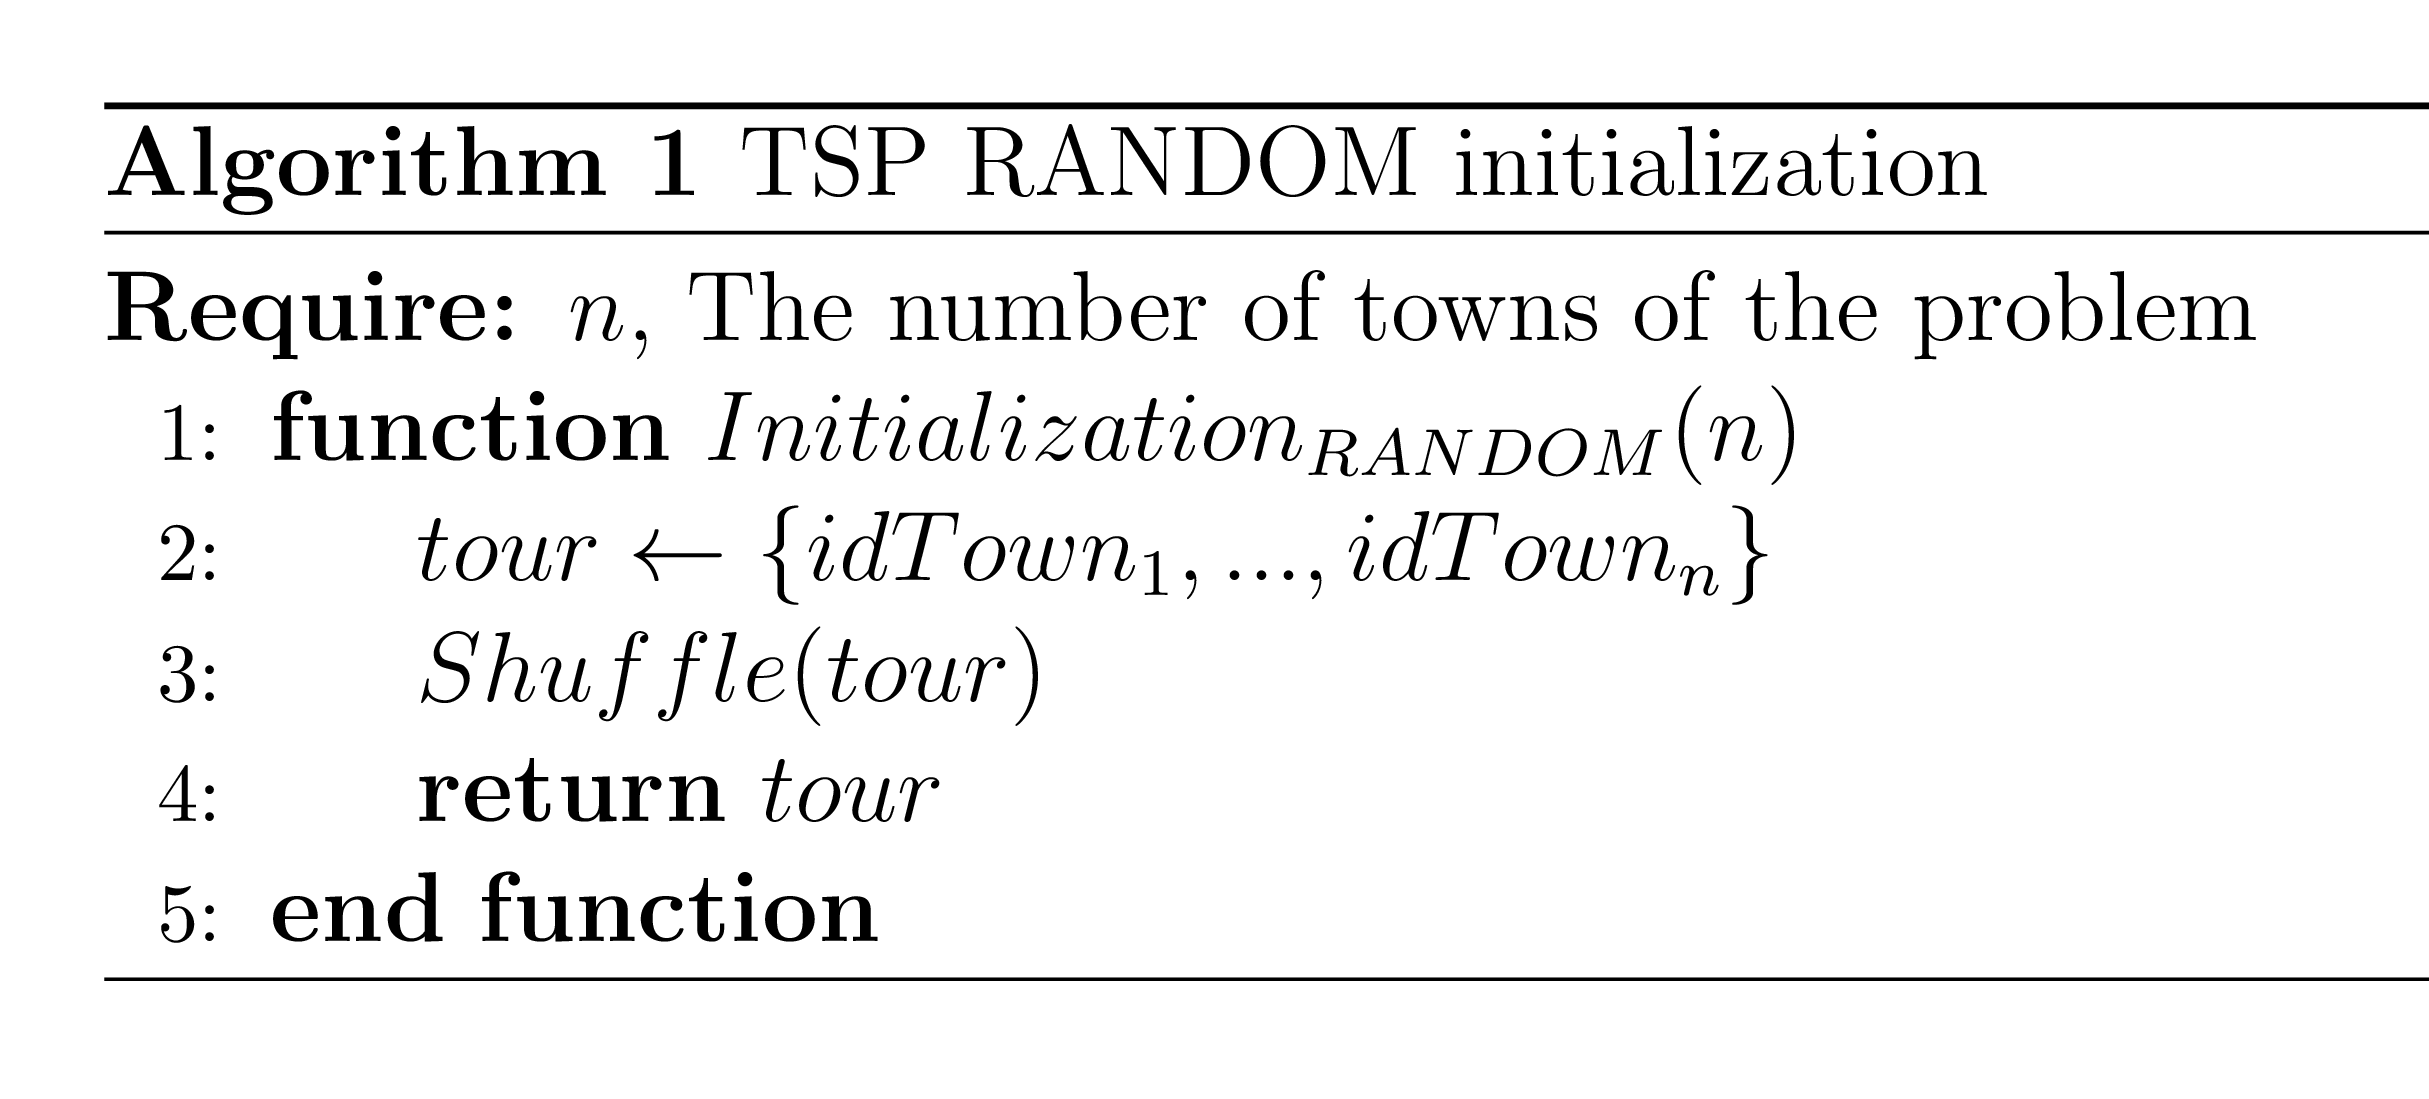 Algorithm 1 TSP RANDOM initialization
Require: n, The number of towns of the problem
1: function Initialization_{RANDOM}(n)
2: tour ← {idTown_1, ..., idTown_n}
3: Shuffle(tour)
4: return tour
5: end function